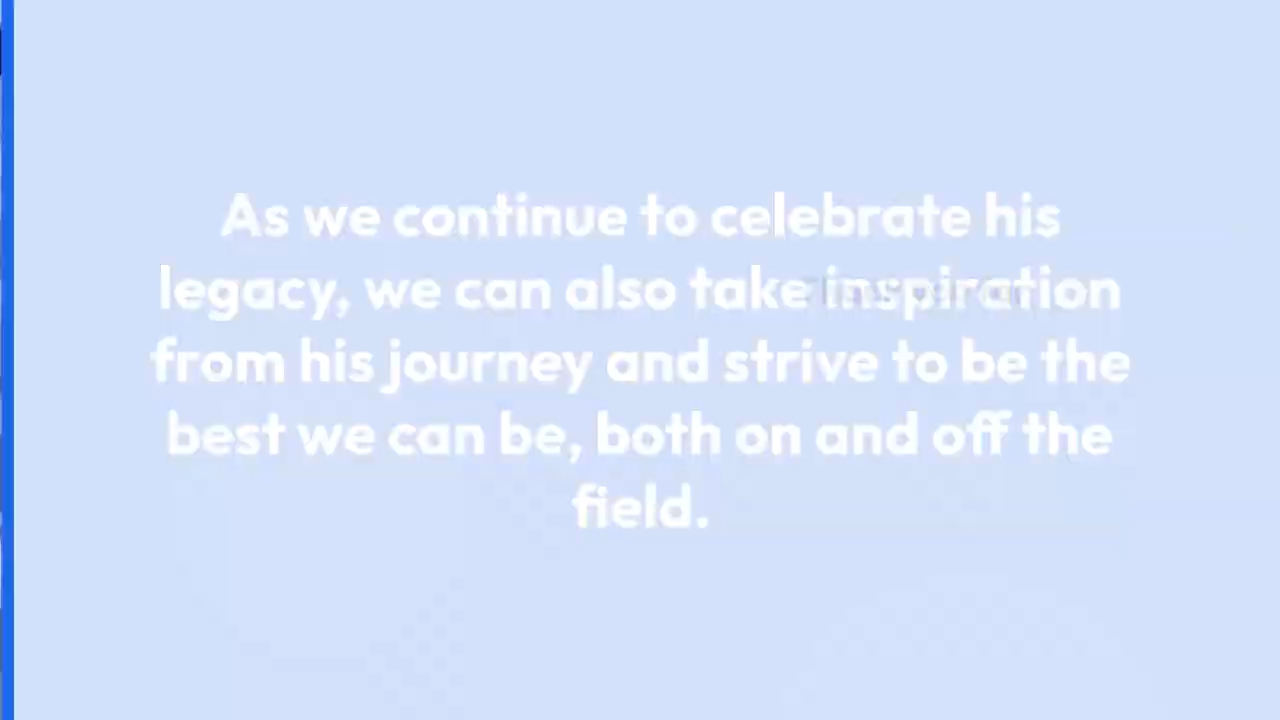 As we continue to celebrate his
legacy, we can also take inspiration
from his journey and strive to be the
best we can be, both on and off the
field.